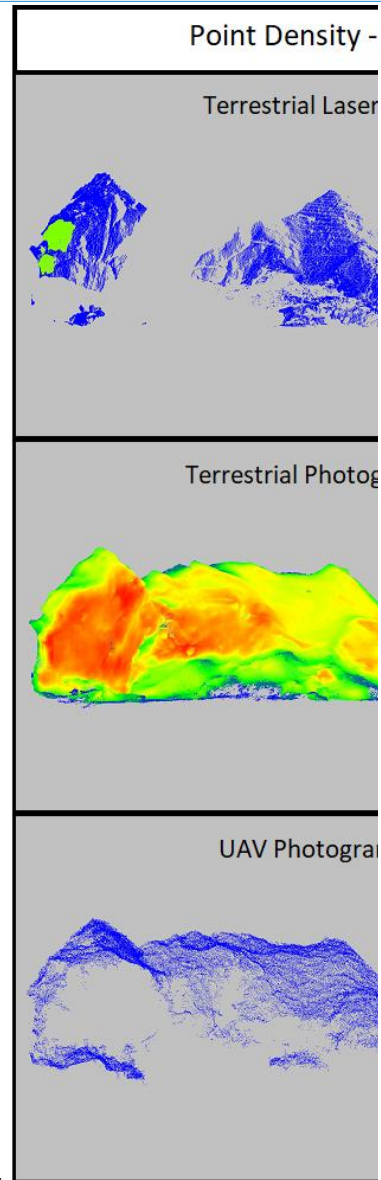 Point Density -
Terrestrial Laser
Terrestrial Photog
UAV Photogra